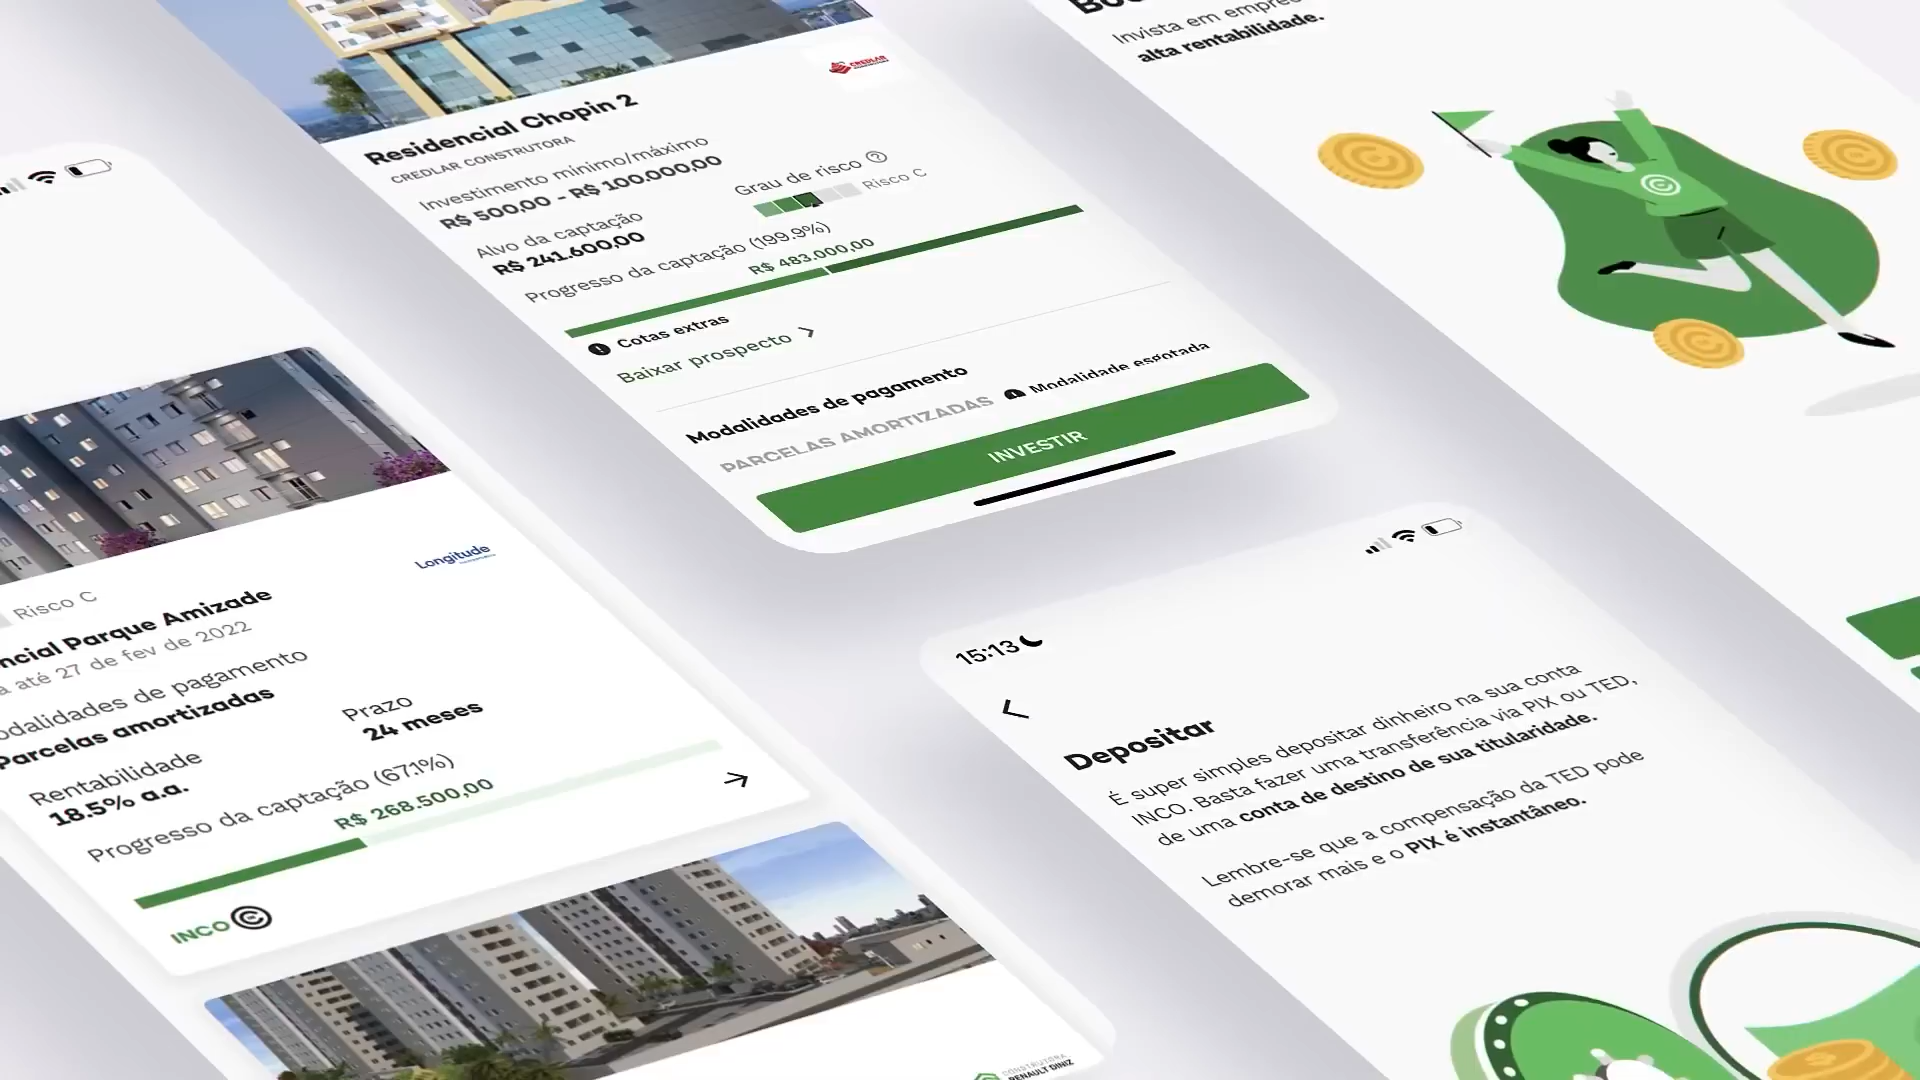 CREDLAR
Residencial Chopin 2
CREDLAR CONSTRUTORA
Investimento mínimo/máximo
R$ 500,00 - R$ 100.000,00
Grau de risco
Risco C
Alvo da captação
R$ 241.600,00
Progresso da captação (199.9%)
R$ 483.000,00
Cotas extras
Baixar prospecto
Modalidades de pagamento
PARCELAS AMORTIZADAS
Modalidade esgotada
INVESTIR
Invista em
alta rentabilidade.
Longitude
Risco C
Parque Amizade
até 27 de fev de 2022
de pagamento
Parcelas amortizadas
Prazo
24 meses
Rentabilidade
18.5% a.a.
Progresso da captação (67.1%)
R$ 268.500,00
INCO
CONSTRUTORA
RENAULT DINIZ
15:13
Depositar
É super simples depositar dinheiro na sua conta
INCO. Basta fazer uma transferência via PIX ou TED,
de uma conta de destino de sua titularidade.
Lembre-se que a compensação da TED pode
demorar mais e o PIX é instantâneo.